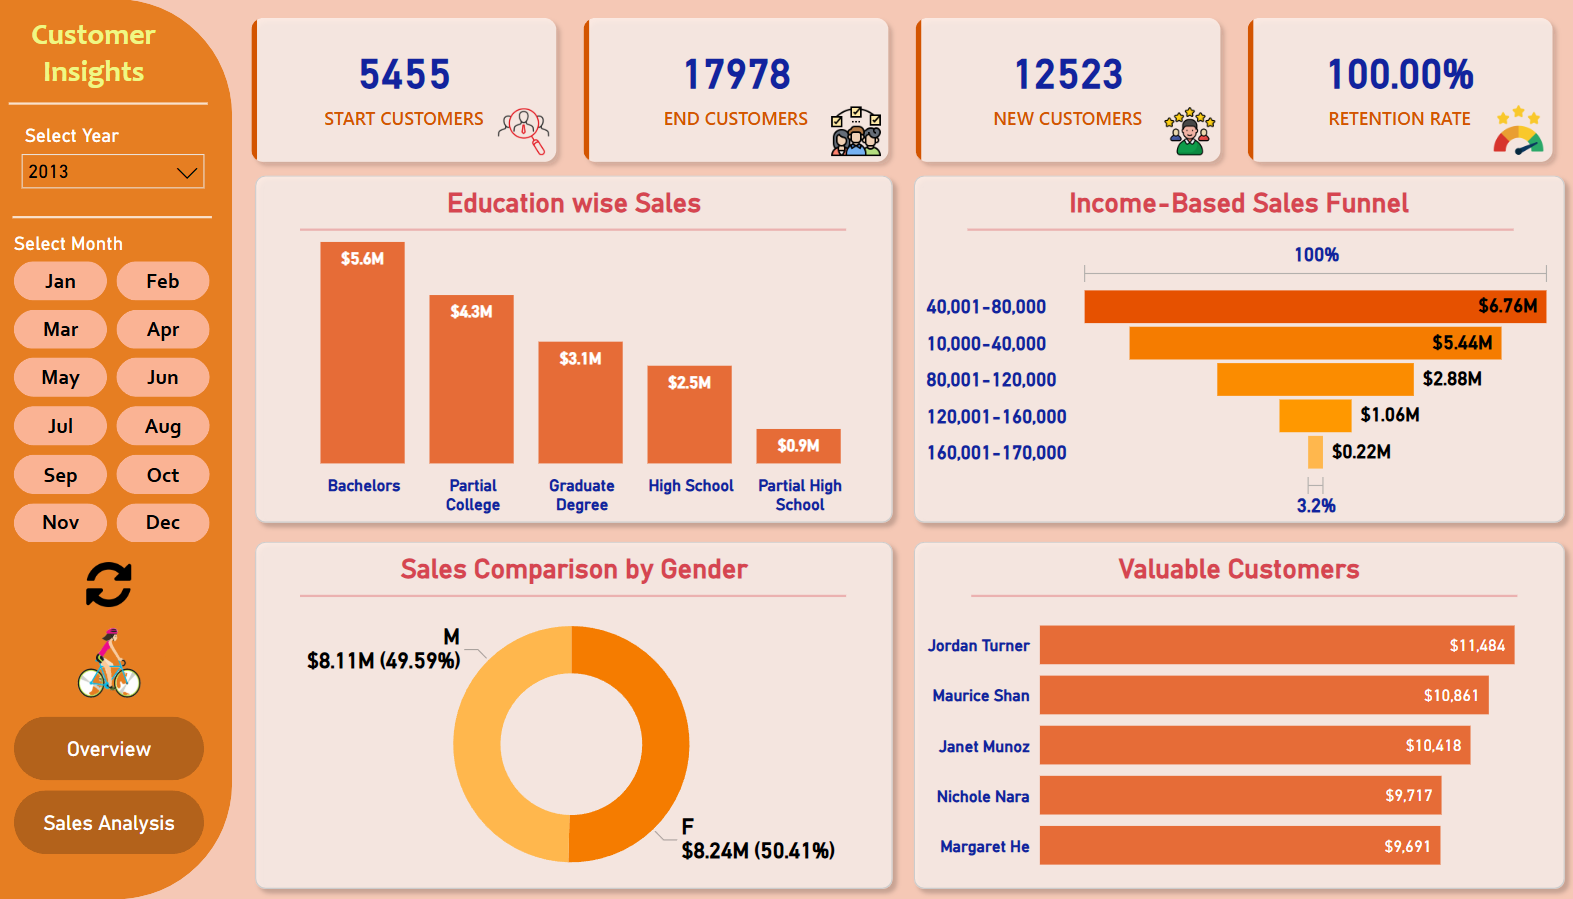 Customer
Insights
Select Year
2013
Select Month
Jan
Feb
Mar
Apr
May
Jun
Jul
Aug
Sep
Oct
Nov
Dec
Overview
Sales Analysis
5455
START CUSTOMERS
17978
END CUSTOMERS
12523
NEW CUSTOMERS
100.00%
RETENTION RATE
Education wise Sales
$5.6M
$4.3M
$3.1M
$2.5M
$0.9M
Bachelors
Partial
College
Graduate
Degree
High School
Partial High
School
Income-Based Sales Funnel
100%
40,001-80,000
$6.76M
10,000-40,000
$5.44M
80,001-120,000
$2.88M
120,001-160,000
$1.06M
160,001-170,000
$0.22M
3.2%
Sales Comparison by Gender
M
$8.11M (49.59%)
F
$8.24M (50.41%)
Valuable Customers
Jordan Turner
$11,484
Maurice Shan
$10,861
Janet Munoz
$10,418
Nichole Nara
$9,717
Margaret He
$9,691